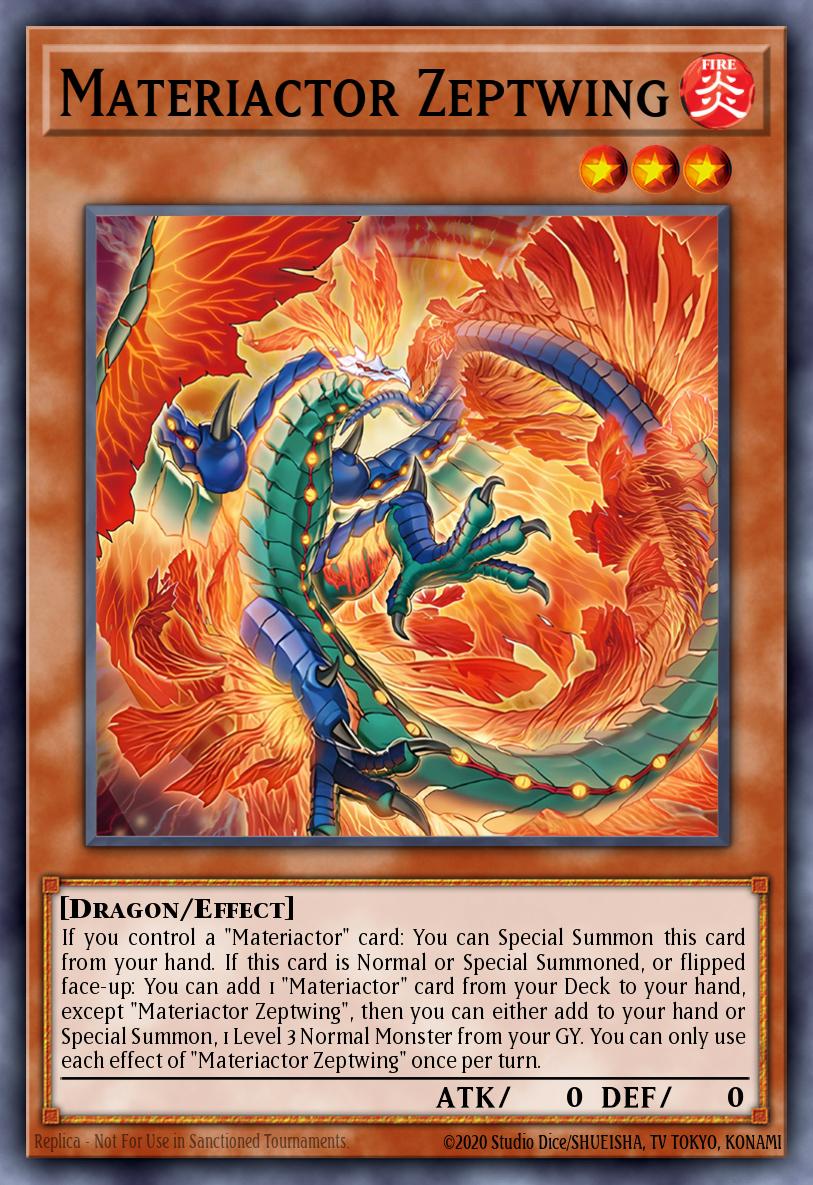 Materiactor Zeptwing
FIRE
炎
[Dragon/Effect]
If you control a "Materiactor" card: You can Special Summon this card
from your hand. If this card is Normal or Special Summoned, or flipped
face-up: You can add 1 "Materiactor" card from your Deck to your hand,
except "Materiactor Zeptwing", then you can either add to your hand or
Special Summon, 1 Level 3 Normal Monster from your GY. You can only use
each effect of "Materiactor Zeptwing" once per turn.
ATK/ 0 DEF/ 0
Replica - Not For Use in Sanctioned Tournaments. ©2020 Studio Dice/SHUEISHA, TV TOKYO, KONAMI